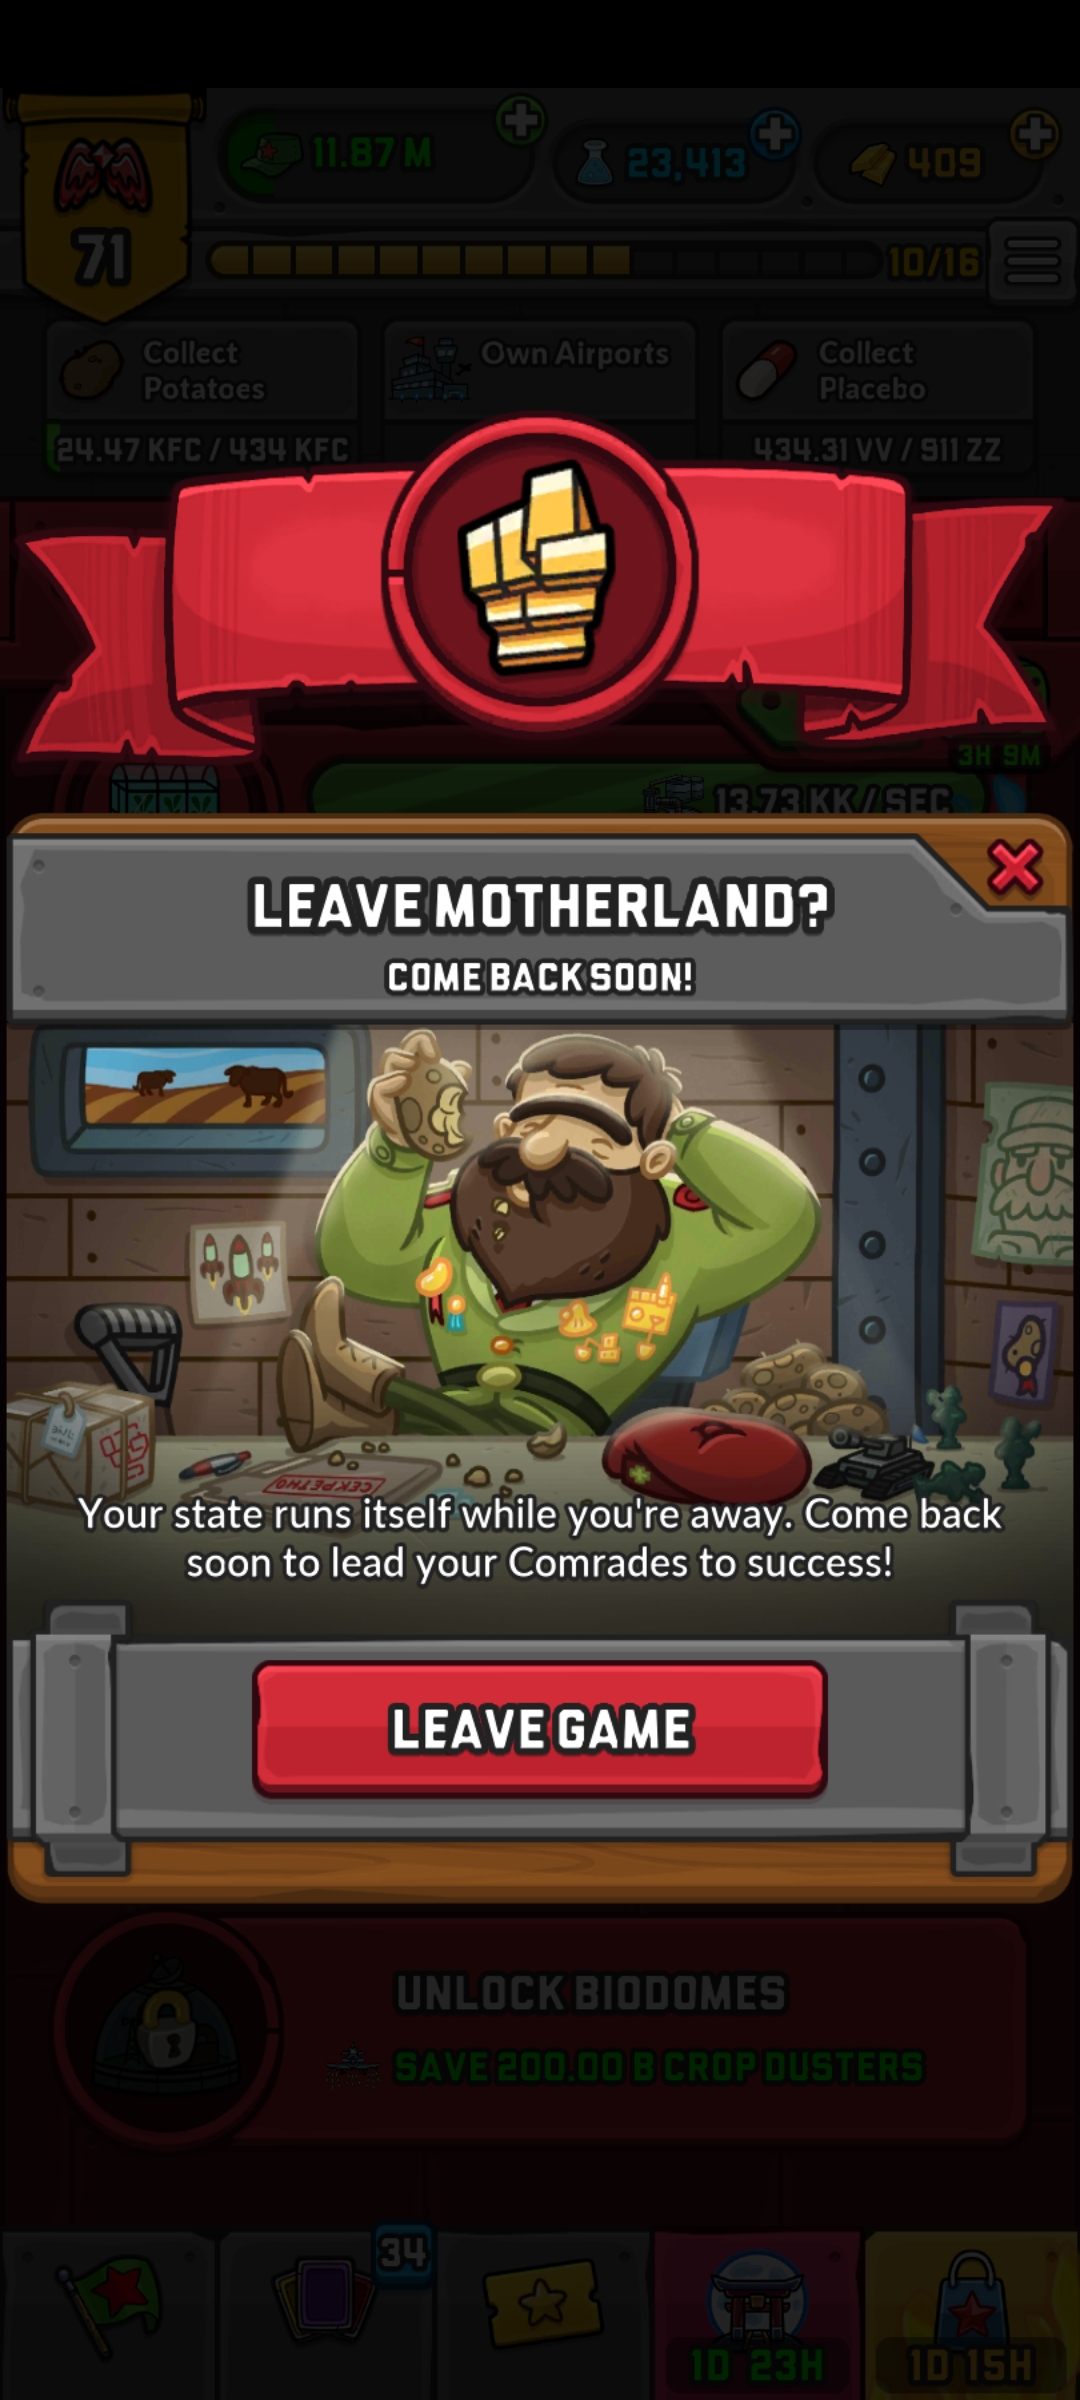 11.87 M
23,413
409
71
10/16
Collect
Potatoes
Own Airports
Collect
Placebo
24.47 KFC / 434 KFC
434.31 VV / 911 ZZ
3H 9M
13.73 KK/SEC
LEAVE MOTHERLAND?
COME BACK SOON!
СЕКРЕТНО
Your state runs itself while you're away. Come back
soon to lead your Comrades to success!
LEAVE GAME
UNLOCK BIODOMES
SAVE 200.00 B CROP DUSTERS
34
1D 23H
1D 15H